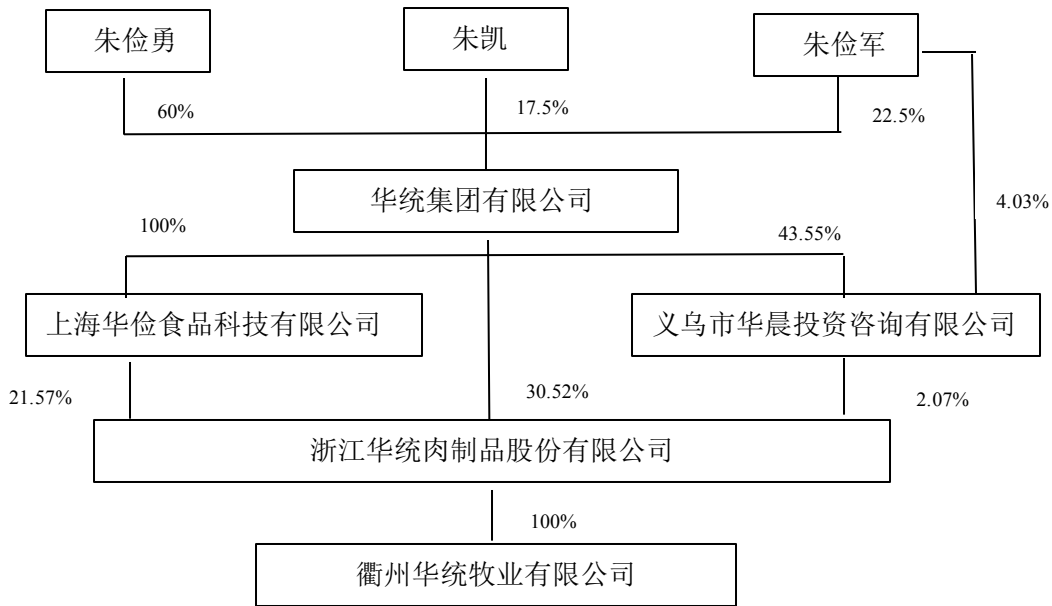 朱俭勇
朱凯
朱俭军
60%
17.5%
22.5%
华统集团有限公司
4.03%
100%
43.55%
上海华俭食品科技有限公司
义乌市华晨投资咨询有限公司
21.57%
30.52%
2.07%
浙江华统肉制品股份有限公司
100%
衢州华统牧业有限公司